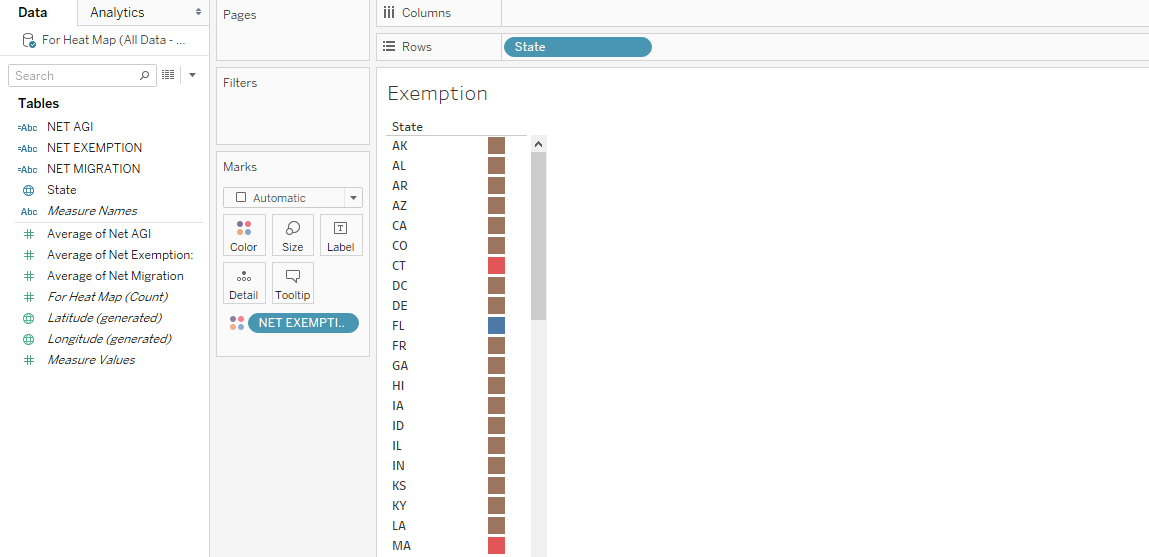 Data
Analytics
For Heat Map (All Data - ...
Search
Tables
=Abc NET AGI
=Abc NET EXEMPTION
=Abc NET MIGRATION
State
Abc Measure Names
# Average of Net AGI
# Average of Net Exemption:
# Average of Net Migration
# For Heat Map (Count)
Latitude (generated)
Longitude (generated)
# Measure Values
Pages
Filters
Marks
Automatic
Color Size Label
Detail Tooltip
NET EXEMPTI..
Columns
Rows State
Exemption
State
AK
AL
AR
AZ
CA
CO
CT
DC
DE
FL
FR
GA
HI
IA
ID
IL
IN
KS
KY
LA
MA